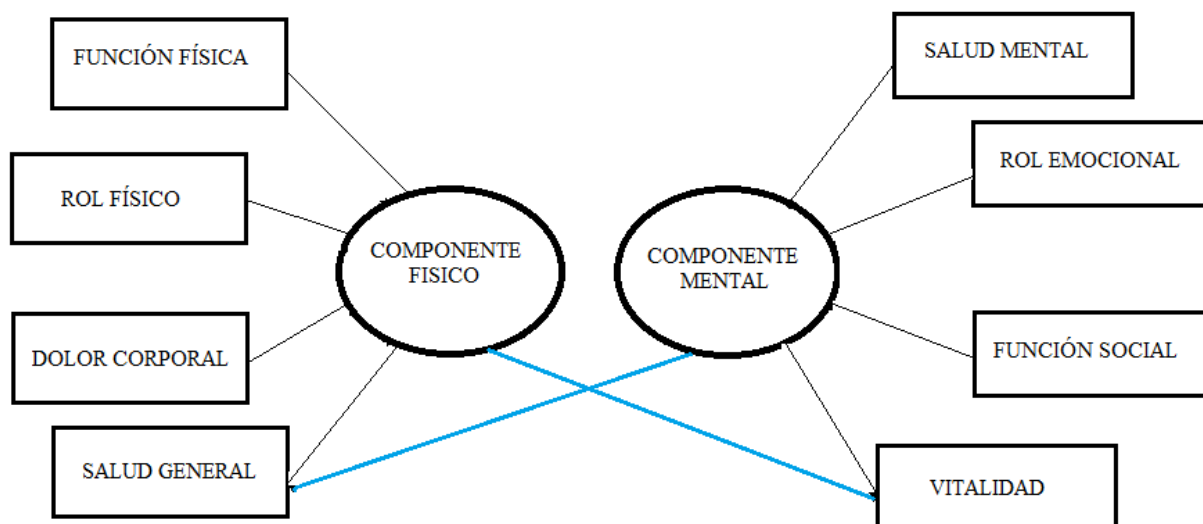 FUNCIÓN FÍSICA
ROL FÍSICO
DOLOR CORPORAL
SALUD GENERAL
COMPONENTE
FISICO
COMPONENTE
MENTAL
SALUD MENTAL
ROL EMOCIONAL
FUNCIÓN SOCIAL
VITALIDAD